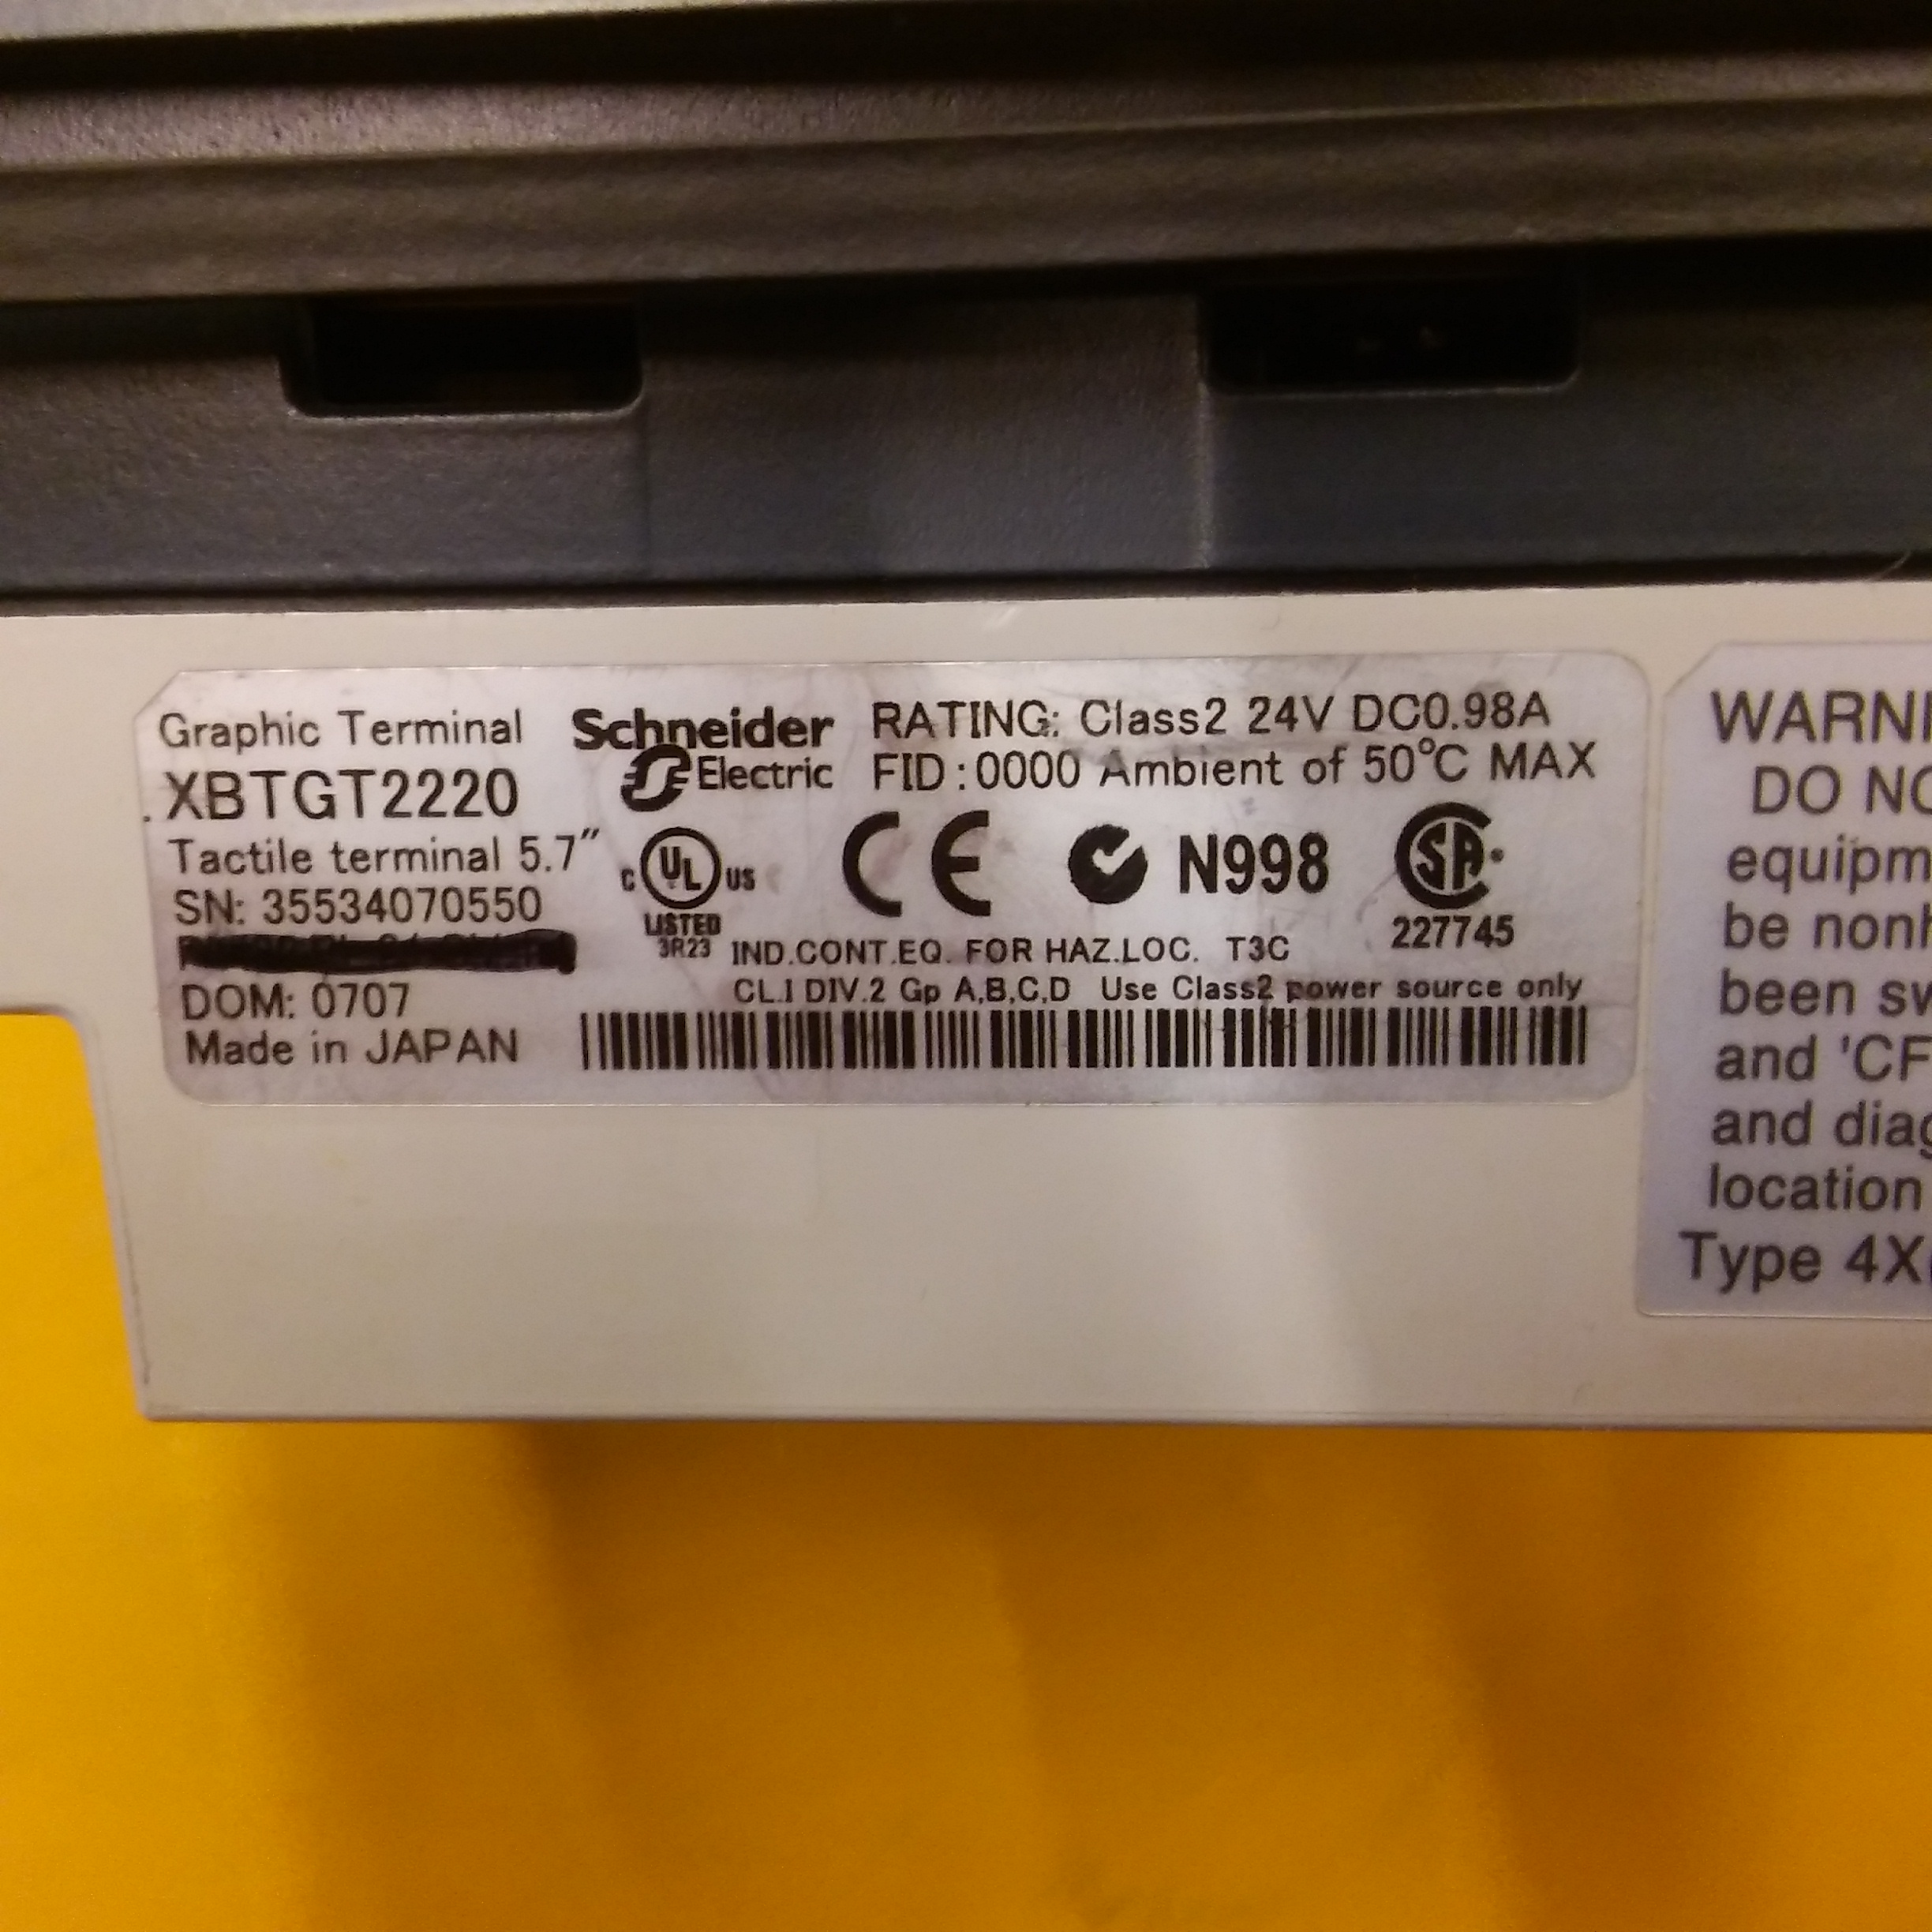 Graphic Terminal
XBTGT2220
Tactile terminal 5.7″
SN: 35534070550
DOM: 0707
Made in JAPAN
Schneider
Electric
RATING: Class2 24V DC0.98A
FID:0000 Ambient of 50℃ MAX
C UL US
LISTED
3R23
CE
N998
SA
227745
IND.CONT.EQ. FOR HAZ.LOC. T3C
CL.I DIV.2 Gp A,B,C,D Use Class2 power source only
WARNI
DO NO
equipm
be nonh
been sw
and 'CF
and diag
location
Type 4X